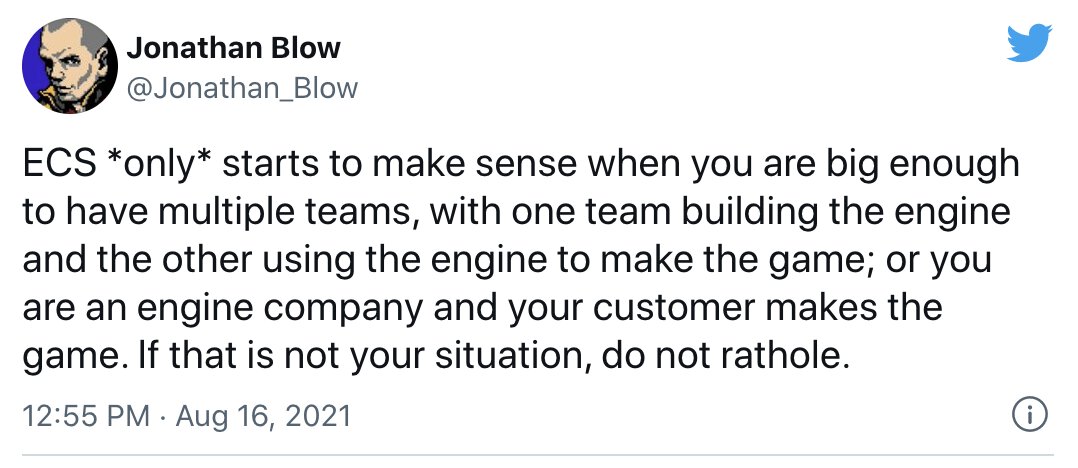 Jonathan Blow
@Jonathan_Blow
ECS *only* starts to make sense when you are big enough
to have multiple teams, with one team building the engine
and the other using the engine to make the game; or you
are an engine company and your customer makes the
game. If that is not your situation, do not rathole.
12:55 PM · Aug 16, 2021